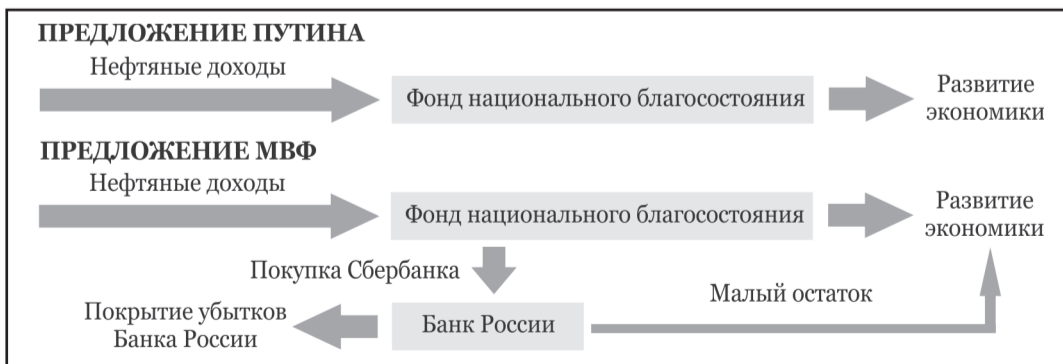 ПРЕДЛОЖЕНИЕ ПУТИНА
Нефтяные доходы
Фонд национального благосостояния
Развитие
экономики
ПРЕДЛОЖЕНИЕ МВФ
Нефтяные доходы
Фонд национального благосостояния
Развитие
экономики
Покупка Сбербанка
Малый остаток
Покрытие убытков
Банка России
Банк России